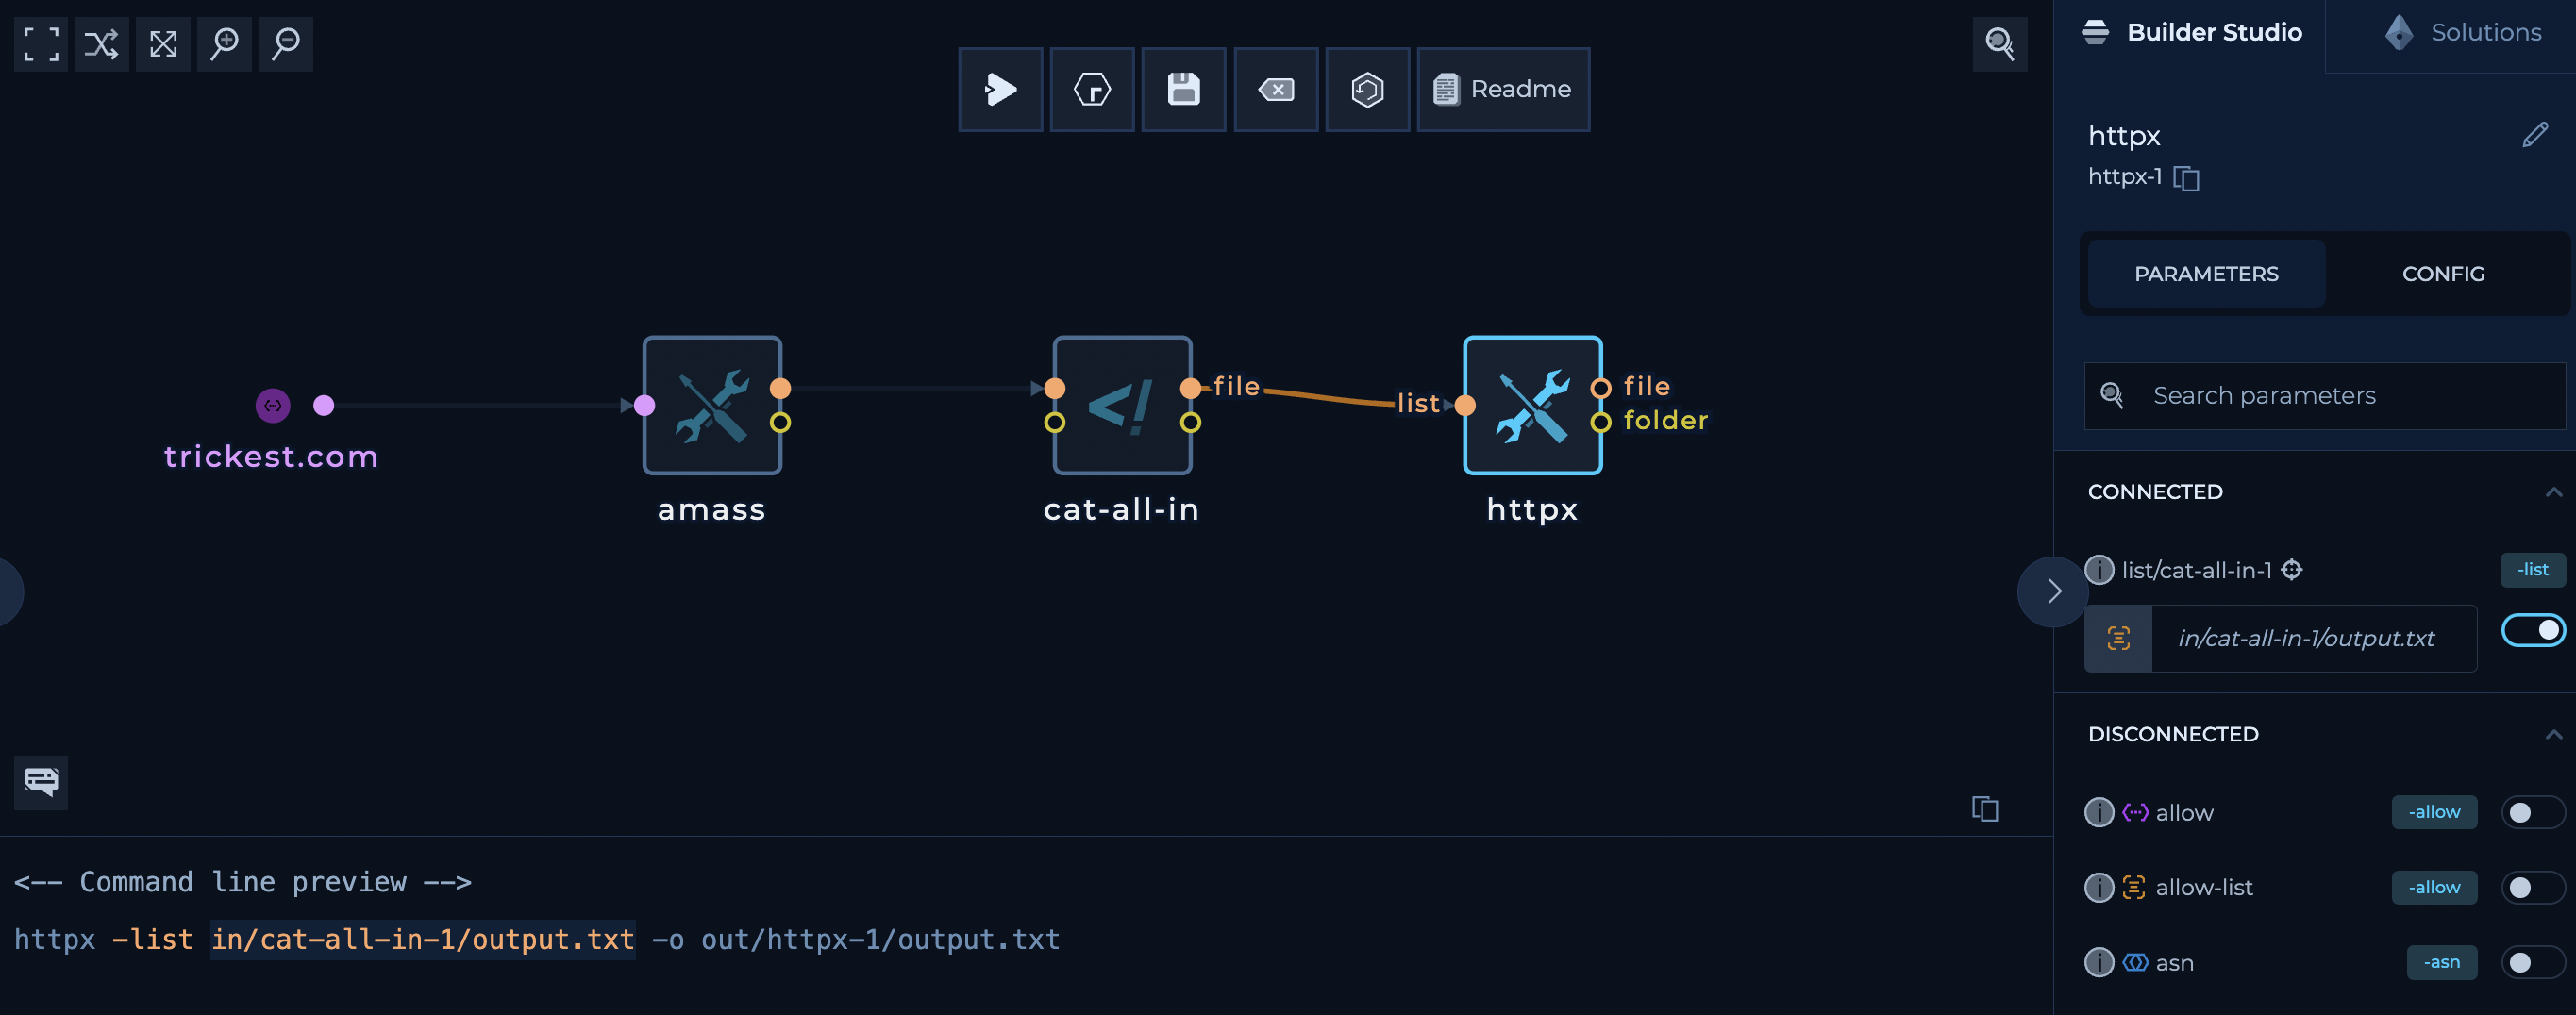 Readme
Builder Studio
Solutions
httpx
httpx-1
PARAMETERS
CONFIG
Search parameters
CONNECTED
list/cat-all-in-1
-list
in/cat-all-in-1/output.txt
DISCONNECTED
allow
-allow
allow-list
-allow
asn
-asn
file
list
file
folder
trickest.com
amass
cat-all-in
httpx
<-- Command line preview -->
httpx -list in/cat-all-in-1/output.txt -o out/httpx-1/output.txt